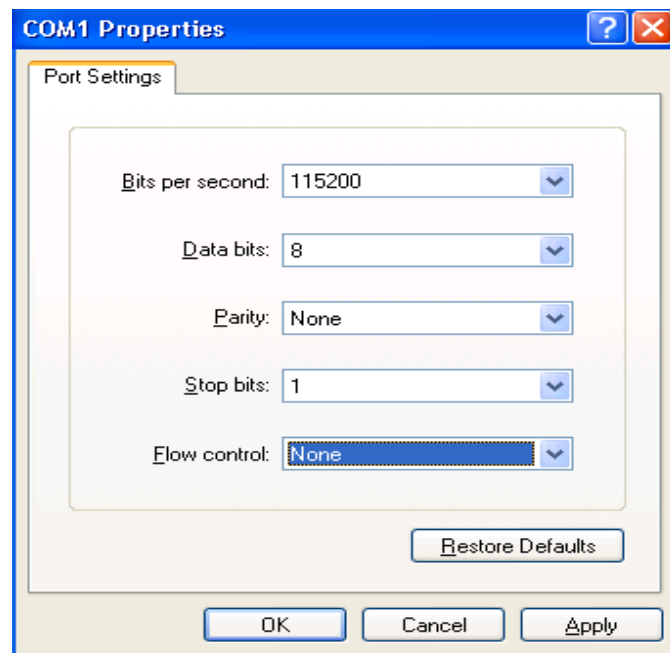 COM1 Properties
Port Settings
Bits per second: 115200
Data bits: 8
Parity: None
Stop bits: 1
Flow control: None
Restore Defaults
OK Cancel Apply